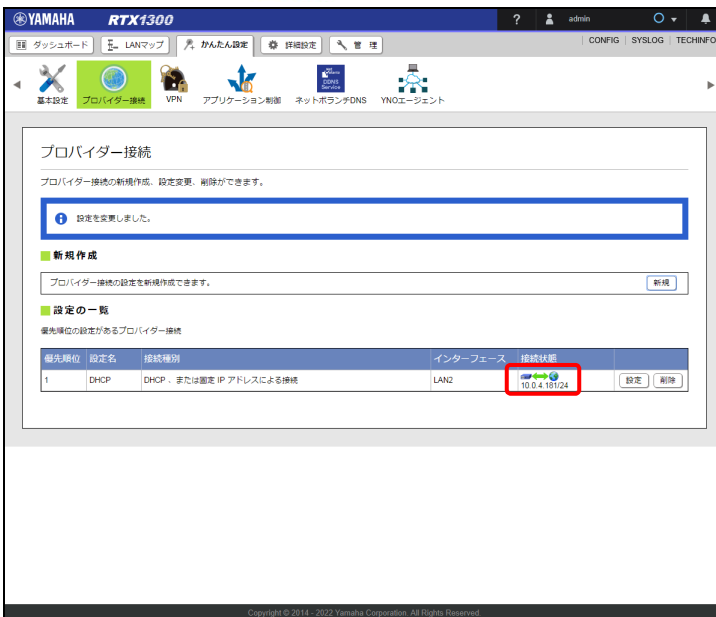 YAMAHA RTX1300 ? admin
ダッシュボード LANマップ かんたん設定 詳細設定 管 理 CONFIG SYSLOG TECHINFO
DDNS
Service
基本設定 プロバイダー接続 VPN アプリケーション制御 ネットボランチDNS YNOエージェント
プロバイダー接続
プロバイダー接続の新規作成、設定変更、削除ができます。
設定を変更しました。
新規作成
プロバイダー接続の設定を新規作成できます。 新規
設定の一覧
優先順位の設定があるプロバイダー接続
優先順位 設定名 接続種別 インターフェース 接続状態
1 DHCP DHCP 、または固定 IP アドレスによる接続 LAN2 10.0.4.181/24 設定 削除
Copyright © 2014 - 2022 Yamaha Corporation. All Rights Reserved.